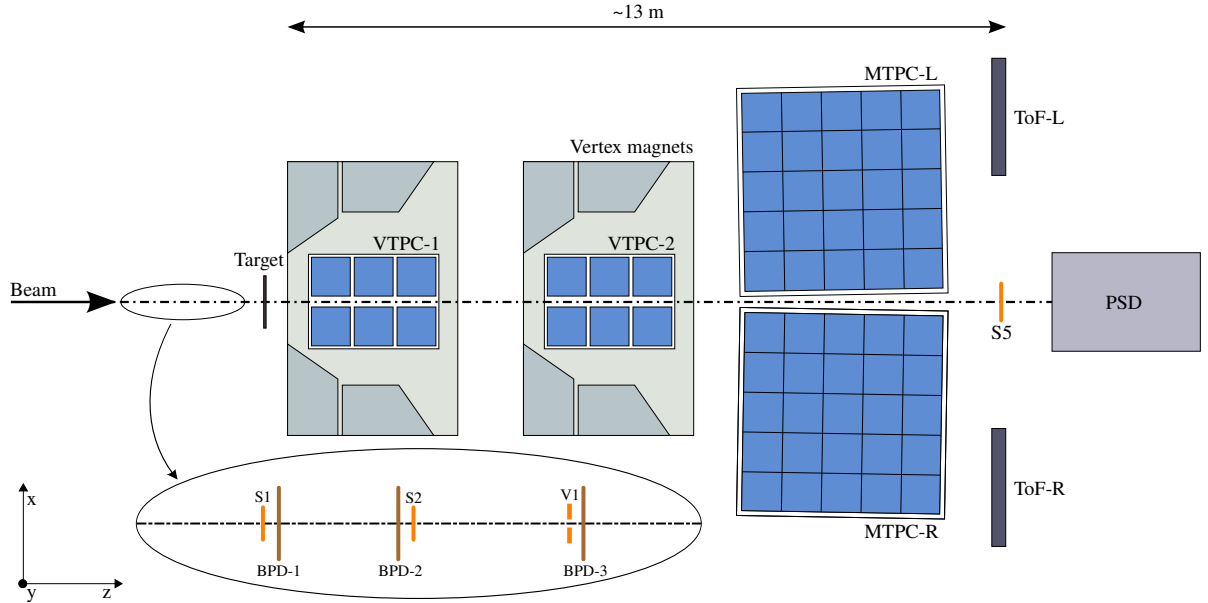 ~13 m
MTPC-L
ToF-L
Vertex magnets
VTPC-1
VTPC-2
Target
Beam
PSD
S5
S1
S2
V1
x
ToF-R
MTPC-R
BPD-1
BPD-2
BPD-3
y
z